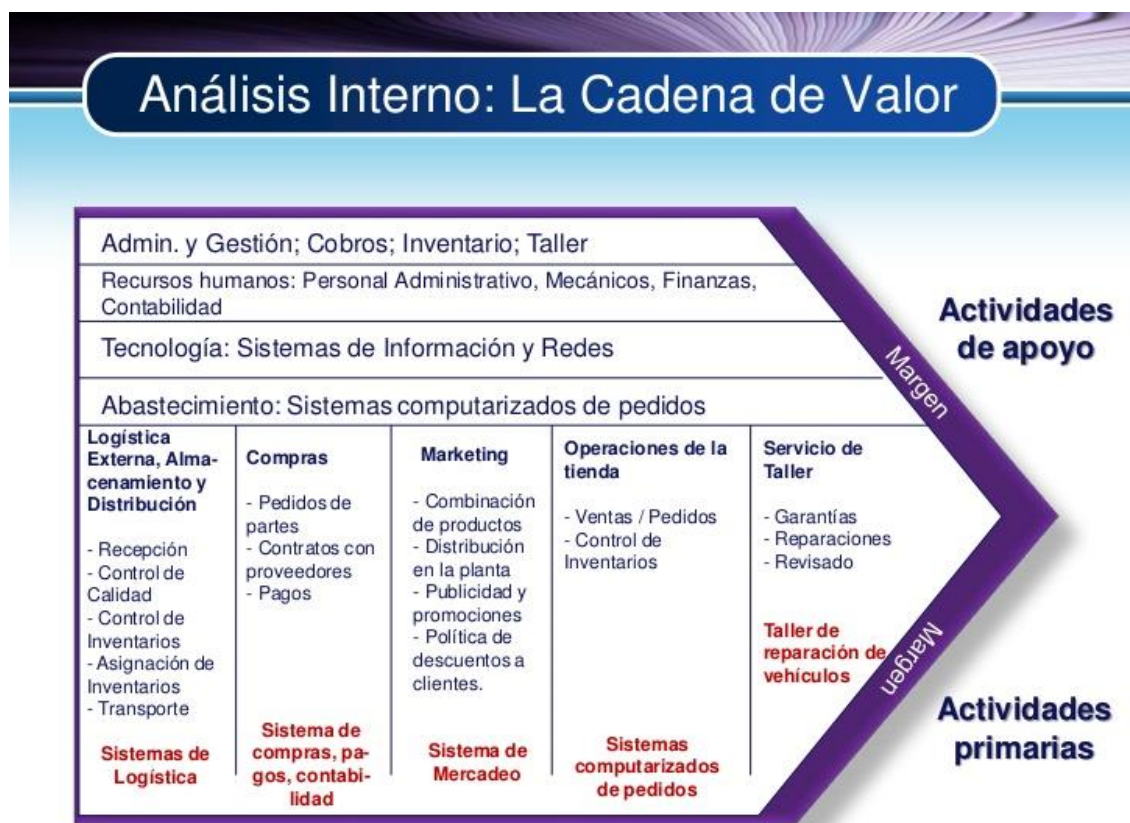 Análisis Interno: La Cadena de Valor
Admin. y Gestión; Cobros; Inventario; Taller
Recursos humanos: Personal Administrativo, Mecánicos, Finanzas,
Contabilidad
Tecnología: Sistemas de Información y Redes
Abastecimiento: Sistemas computarizados de pedidos
Margen
Actividades
de apoyo
Logística
Externa, Alma-
cenamiento y
Distribución
- Recepción
- Control de
Calidad
- Control de
Inventarios
- Asignación de
Inventarios
- Transporte
Sistemas de
Logística
Compras
- Pedidos de
partes
- Contratos con
proveedores
- Pagos
Sistema de
compras, pa-
gos, contabi-
lidad
Marketing
- Combinación
de productos
- Distribución
en la planta
- Publicidad y
promociones
- Política de
descuentos a
clientes.
Sistema de
Mercadeo
Operaciones de la
tienda
- Ventas / Pedidos
- Control de
Inventarios
Sistemas
computarizados
de pedidos
Servicio de
Taller
- Garantías
- Reparaciones
- Revisado
Taller de
reparación de
vehículos
Margen
Actividades
primarias